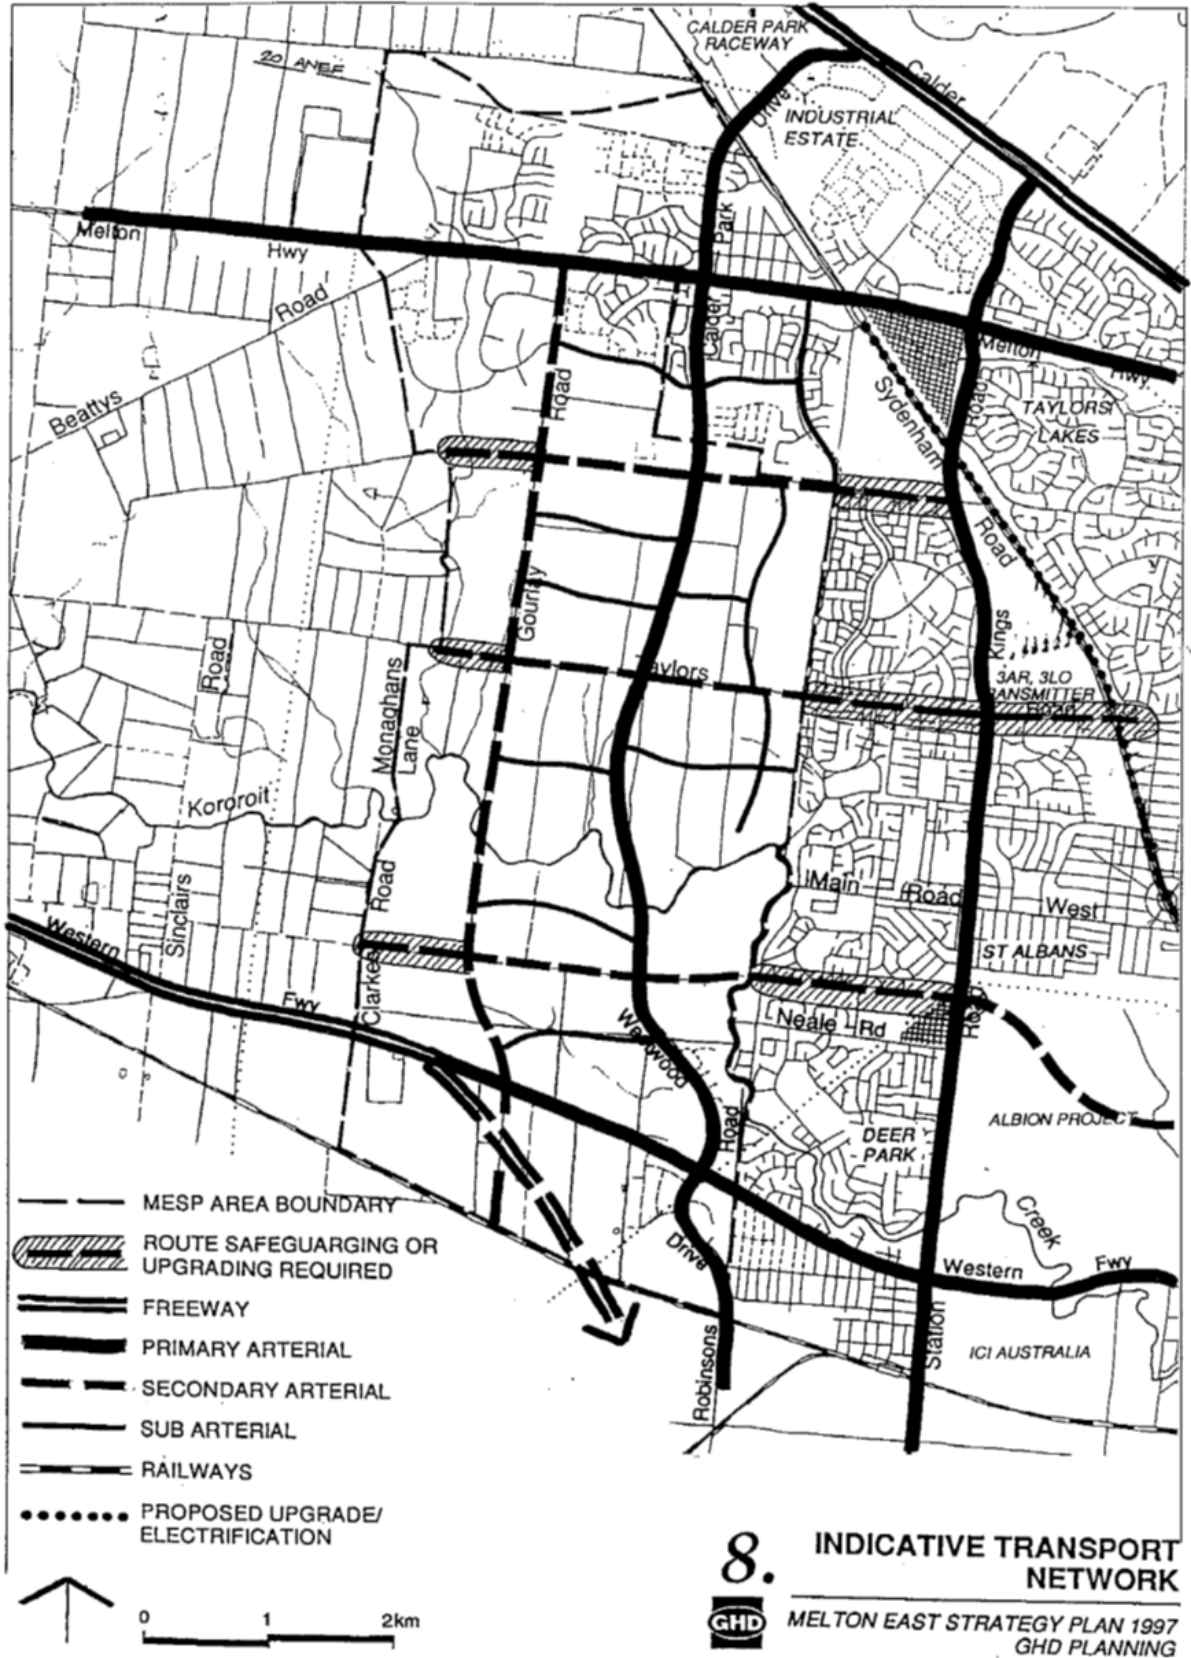 CALDER PARK
RACEWAY
Calder
20 ANEF
Drive
INDUSTRIAL
ESTATE
Park
Melton
Hwy
Road
Calder
Melton
Hwy.
Beattys
Road
Sydenham
Road
TAYLORS
LAKES
Road
Gourlay
Kings
Road
Taylors
3AR, 3LO
Road
Monaghans
Lane
Kororoit
Main
Road
West
Sinclairs
Road
Western
ST ALBANS
Clarkes
Fwy
Neale Rd
Westwood
ALBION PROJECT
Road
DEER
PARK
Creek
Drive
Western
Fwy
Station
ICI AUSTRALIA
Robinsons
MESP AREA BOUNDARY
ROUTE SAFEGUARGING OR
UPGRADING REQUIRED
FREEWAY
PRIMARY ARTERIAL
SECONDARY ARTERIAL
SUB ARTERIAL
RAILWAYS
PROPOSED UPGRADE/
ELECTRIFICATION
0 1 2km
8. INDICATIVE TRANSPORT
NETWORK
GHD MELTON EAST STRATEGY PLAN 1997
GHD PLANNING